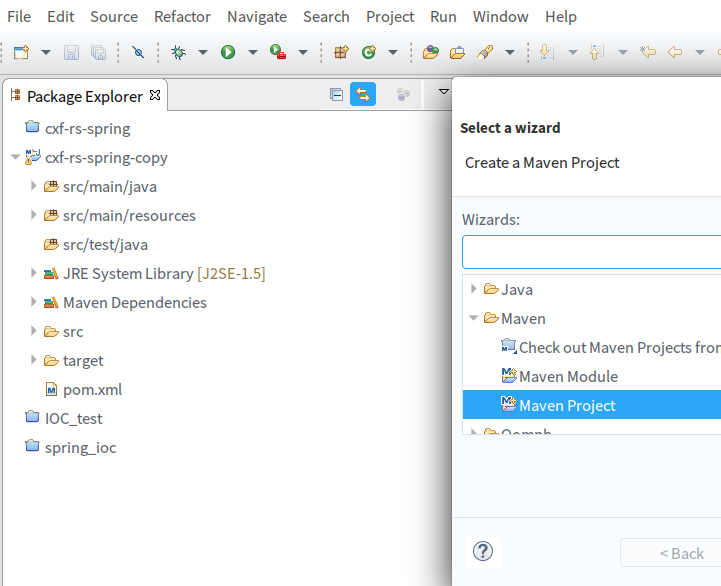 File Edit Source Refactor Navigate Search Project Run Window Help
Package Explorer
cxf-rs-spring
cxf-rs-spring-copy
src/main/java
src/main/resources
src/test/java
JRE System Library [J2SE-1.5]
Maven Dependencies
src
target
pom.xml
IOC_test
spring_ioc
Select a wizard
Create a Maven Project
Wizards:
Java
Maven
Check out Maven Projects from
Maven Module
Maven Project
Oomph
< Back